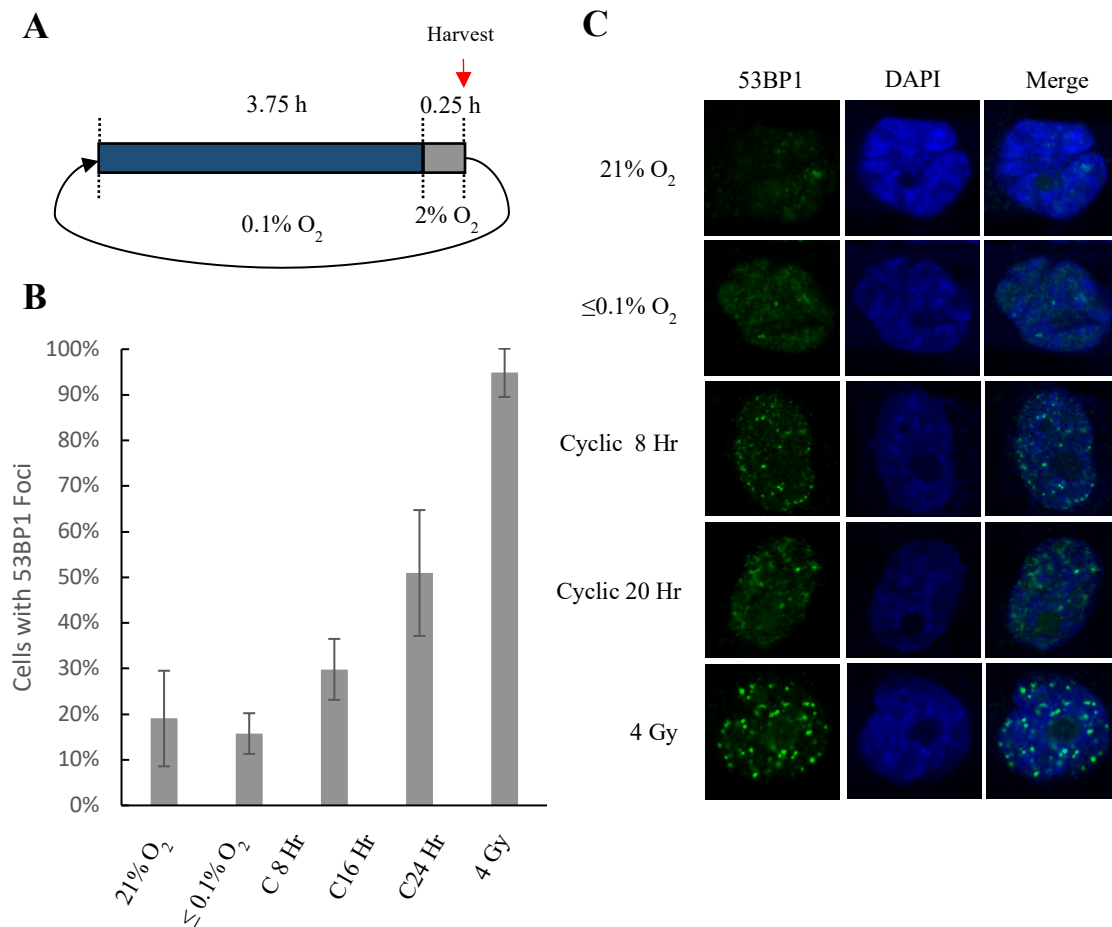 A
Harvest
3.75 h
0.25 h
0.1% O2
2% O2
B
Cells with 53BP1 Foci
100%
90%
80%
70%
60%
50%
40%
30%
20%
10%
0%
21% O2
≤ 0.1% O2
C 8 Hr
C16 Hr
C24 Hr
4 Gy
C
53BP1 DAPI Merge
21% O2
≤0.1% O2
Cyclic 8 Hr
Cyclic 20 Hr
4 Gy